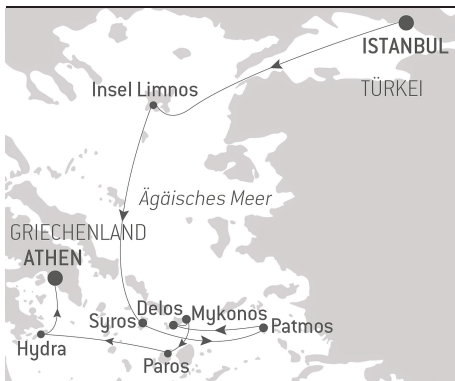 ISTANBUL
TÜRKEI
Insel Limnos
Ägäisches Meer
GRIECHENLAND
ATHEN
Delos
Mykonos
Syros
Patmos
Hydra
Paros